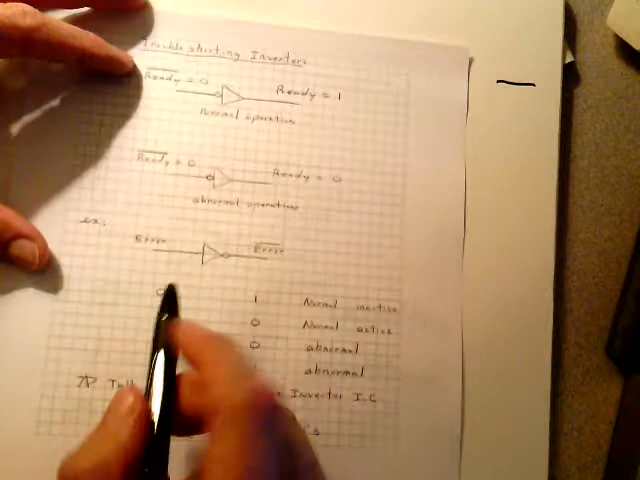 Troubleshooting Inverters
Ready = 0 Ready = 1
Normal operation
Ready = 0 Ready = 0
abnormal operation
ex:
Error Error
0 1 Normal inactive
0 Normal active
0 abnormal
abnormal
Inverter I.C